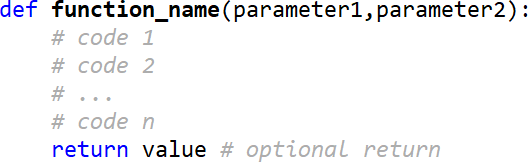 def function_name(parameter1,parameter2):
    # code 1
    # code 2
    # ...
    # code n
    return value # optional return